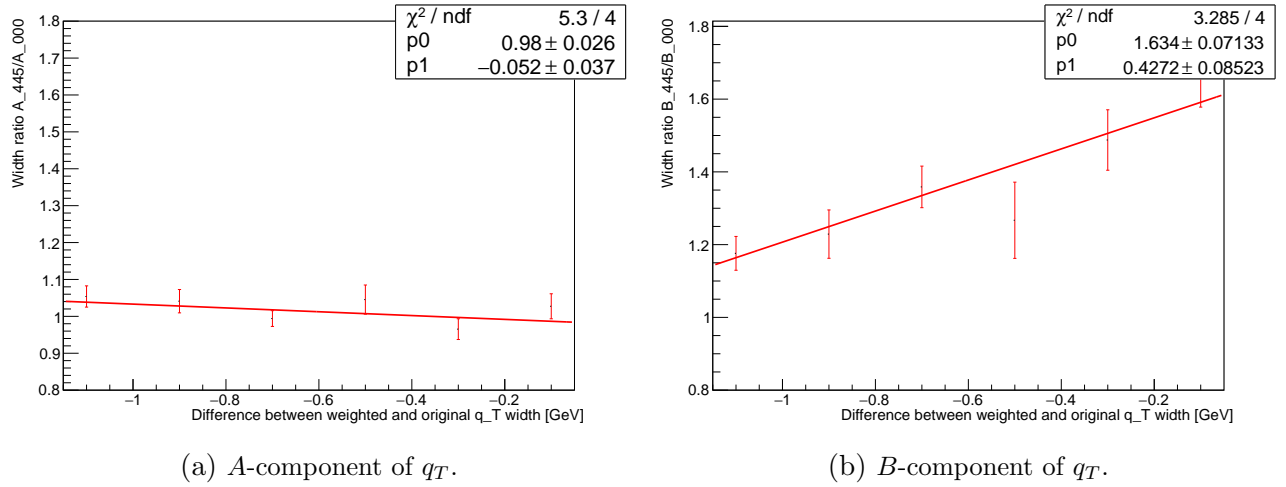 χ² / ndf 5.3 / 4
p0 0.98 ± 0.026
p1 −0.052 ± 0.037
Width ratio A_445/A_000
1.8
1.7
1.6
1.5
1.4
1.3
1.2
1.1
1
0.9
0.8
−1 −0.8 −0.6 −0.4 −0.2
Difference between weighted and original q_T width [GeV]
(a) A-component of q_T.
χ² / ndf 3.285 / 4
p0 1.634 ± 0.07133
p1 0.4272 ± 0.08523
Width ratio B_445/B_000
1.8
1.6
1.4
1.2
1
0.8
−1 −0.8 −0.6 −0.4 −0.2
Difference between weighted and original q_T width [GeV]
(b) B-component of q_T.